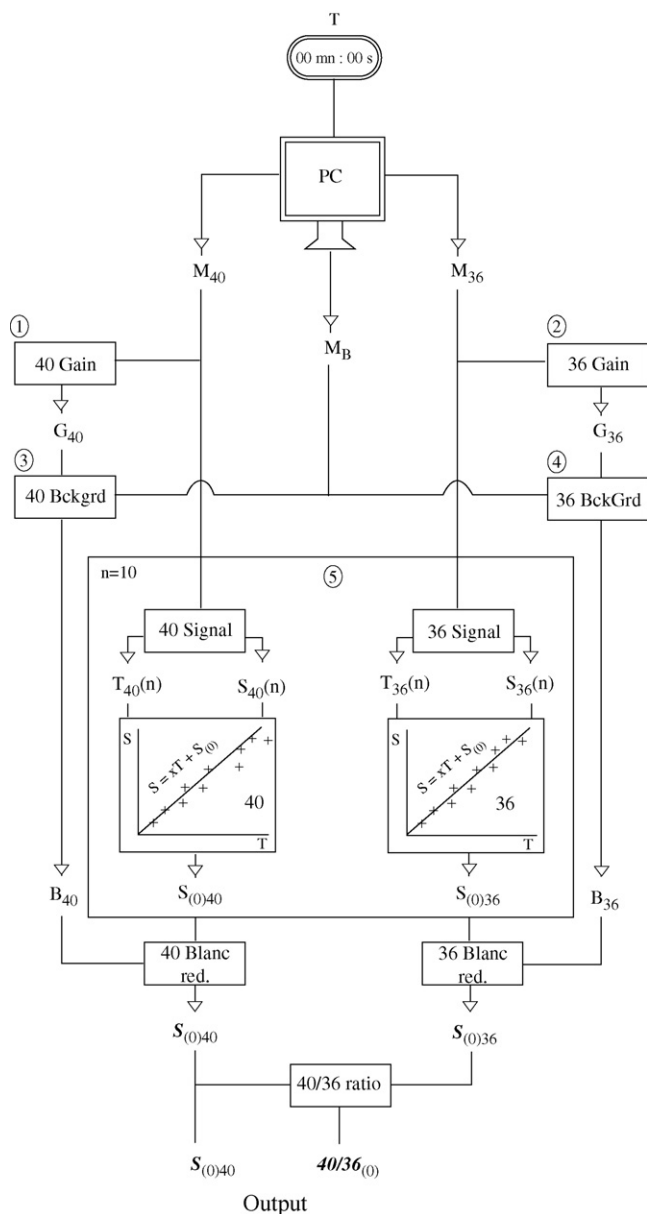 T
00 mn : 00 s
PC
M40
M36
MB
①
40 Gain
②
36 Gain
G40
G36
③
40 Bckgrd
④
36 BckGrd
n=10
⑤
40 Signal
36 Signal
T40(n)
S40(n)
T36(n)
S36(n)
S
S = xT + S(0)
40
T
S
S = xT + S(0)
36
T
B40
S(0)40
S(0)36
B36
40 Blanc
red.
36 Blanc
red.
S(0)40
S(0)36
40/36 ratio
S(0)40
40/36(0)
Output